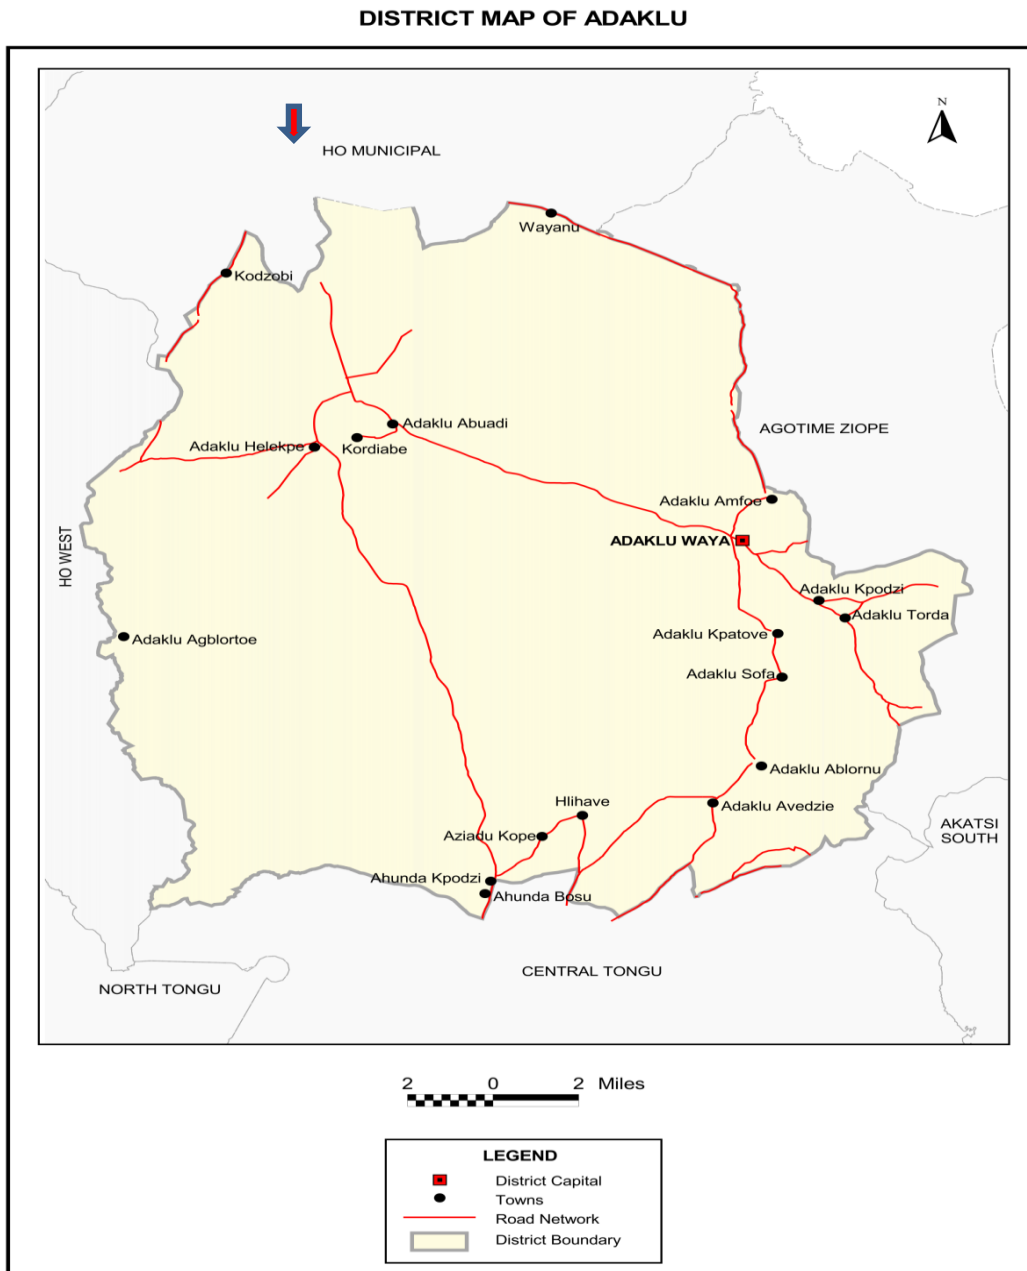 DISTRICT MAP OF ADAKLU
N
HO MUNICIPAL
Wayanu
Kodzobi
Adaklu Abuadi
AGOTIME ZIOPE
Adaklu Helekpe
Kordiabe
Adaklu Amfoe
ADAKLU WAYA
HO WEST
Adaklu Kpodzi
Adaklu Torda
Adaklu Agblortoe
Adaklu Kpatove
Adaklu Sofa
Adaklu Ablornu
Hlihave
Adaklu Avedzie
AKATSI
SOUTH
Aziadu Kope
Ahunda Kpodzi
Ahunda Bosu
CENTRAL TONGU
NORTH TONGU
2 0 2 Miles
LEGEND
District Capital
Towns
Road Network
District Boundary